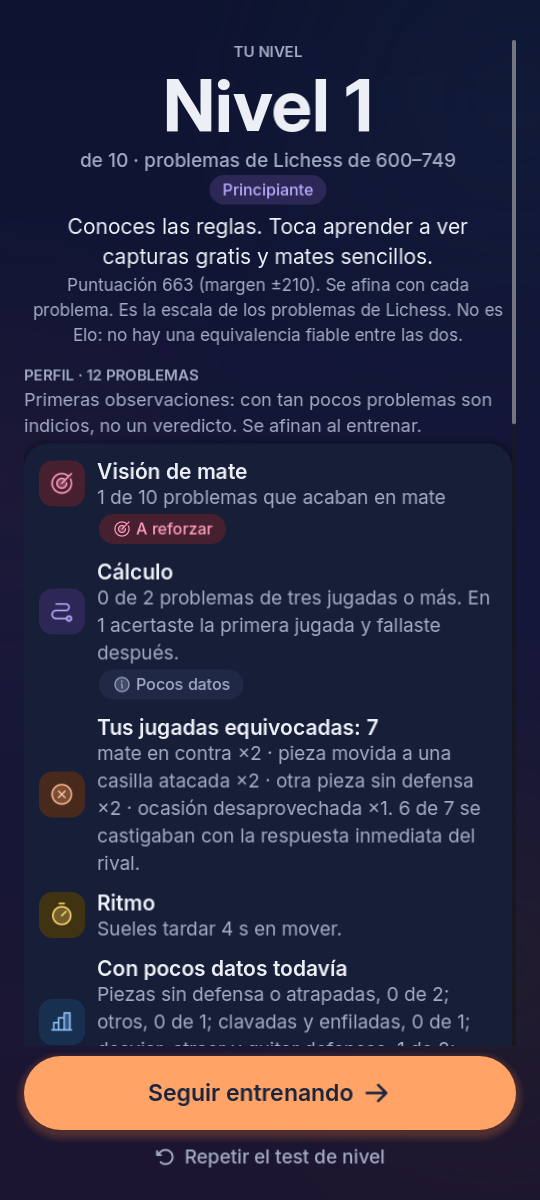 TU NIVEL
Nivel 1
de 10 · problemas de Lichess de 600–749
Principiante
Conoces las reglas. Toca aprender a ver
capturas gratis y mates sencillos.
Puntuación 663 (margen ±210). Se afina con cada
problema. Es la escala de los problemas de Lichess. No es
Elo: no hay una equivalencia fiable entre las dos.
PERFIL · 12 PROBLEMAS
Primeras observaciones: con tan pocos problemas son
indicios, no un veredicto. Se afinan al entrenar.
Visión de mate
1 de 10 problemas que acaban en mate
A reforzar
Cálculo
0 de 2 problemas de tres jugadas o más. En
1 acertaste la primera jugada y fallaste
después.
Pocos datos
Tus jugadas equivocadas: 7
mate en contra ×2 · pieza movida a una
casilla atacada ×2 · otra pieza sin defensa
×2 · ocasión desaprovechada ×1. 6 de 7 se
castigaban con la respuesta inmediata del
rival.
Ritmo
Sueles tardar 4 s en mover.
Con pocos datos todavía
Piezas sin defensa o atrapadas, 0 de 2;
otros, 0 de 1; clavadas y enfiladas, 0 de 1;
Seguir entrenando
Repetir el test de nivel